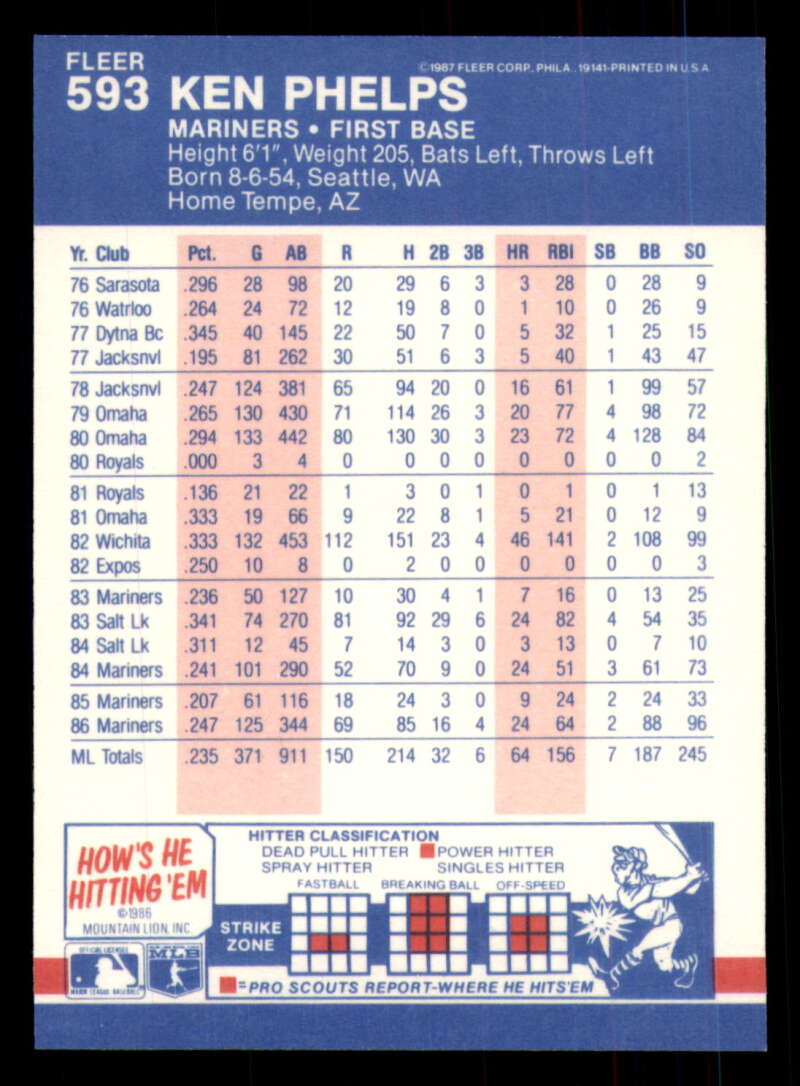 FLEER ©1987 FLEER CORP. PHILA. 19141-PRINTED IN U.S.A.
593 KEN PHELPS
MARINERS • FIRST BASE
Height 6'1", Weight 205, Bats Left, Throws Left
Born 8-6-54, Seattle, WA
Home Tempe, AZ
Yr. Club Pct. G AB R H 2B 3B HR RBI SB BB SO
76 Sarasota .296 28 98 20 29 6 3 3 28 0 28 9
76 Watrloo .264 24 72 12 19 8 0 1 10 0 26 9
77 Dytna Bc .345 40 145 22 50 7 0 5 32 1 25 15
77 Jacksnvl .195 81 262 30 51 6 3 5 40 1 43 47
78 Jacksnvl .247 124 381 65 94 20 0 16 61 1 99 57
79 Omaha .265 130 430 71 114 26 3 20 77 4 98 72
80 Omaha .294 133 442 80 130 30 3 23 72 4 128 84
80 Royals .000 3 4 0 0 0 0 0 0 0 0 2
81 Royals .136 21 22 1 3 0 1 0 1 0 1 13
81 Omaha .333 19 66 9 22 8 1 5 21 0 12 9
82 Wichita .333 132 453 112 151 23 4 46 141 2 108 99
82 Expos .250 10 8 0 2 0 0 0 0 0 0 3
83 Mariners .236 50 127 10 30 4 1 7 16 0 13 25
83 Salt Lk .341 74 270 81 92 29 6 24 82 4 54 35
84 Salt Lk .311 12 45 7 14 3 0 3 13 0 7 10
84 Mariners .241 101 290 52 70 9 0 24 51 3 61 73
85 Mariners .207 61 116 18 24 3 0 9 24 2 24 33
86 Mariners .247 125 344 69 85 16 4 24 64 2 88 96
ML Totals .235 371 911 150 214 32 6 64 156 7 187 245
HOW'S HE
HITTING 'EM
©1986
MOUNTAIN LION, INC.
HITTER CLASSIFICATION
DEAD PULL HITTER POWER HITTER
SPRAY HITTER SINGLES HITTER
FASTBALL BREAKING BALL OFF-SPEED
STRIKE
ZONE
=PRO SCOUTS REPORT-WHERE HE HITS'EM
OFFICIAL LICENSEE
MAJOR LEAGUE BASEBALL
MLB